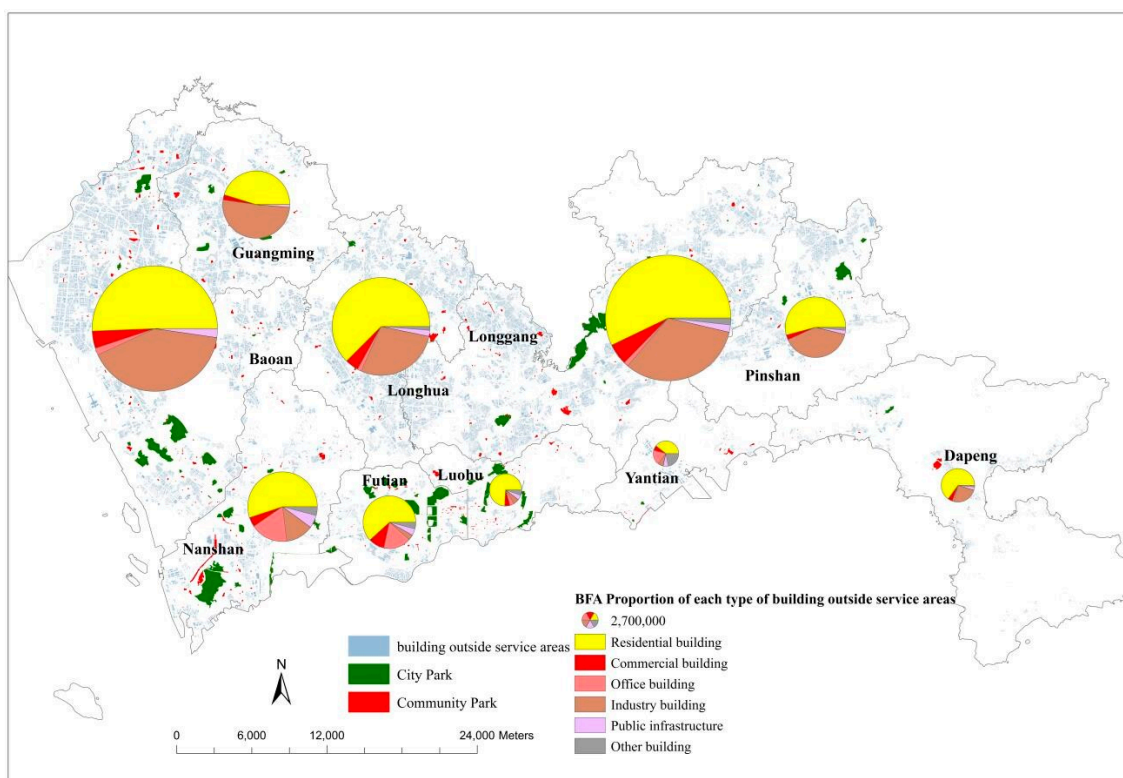 Guangming
Baoan
Longgang
Longhua
Pinshan
Dapeng
Luohu
Futian
Yantian
Nanshan
BFA Proportion of each type of building outside service areas
2,700,000
building outside service areas
City Park
Community Park
Residential building
Commercial building
Office building
Industry building
Public infrastructure
Other building
N
0 6,000 12,000 24,000 Meters